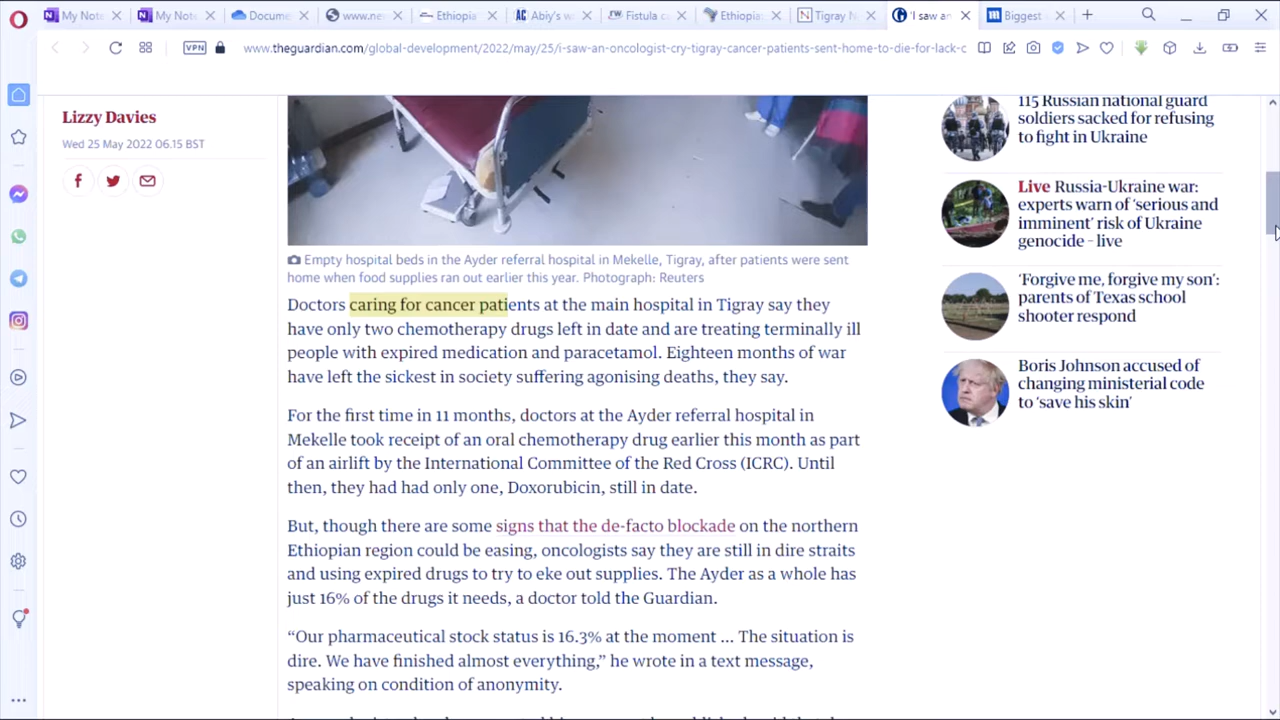 My Note
My Note
Docume
www.ne
Ethiopia
Abiy's w
Fistula c
Ethiopia
Tigray N
'I saw an
Biggest
VPN
www.theguardian.com/global-development/2022/may/25/i-saw-an-oncologist-cry-tigray-cancer-patients-sent-home-to-die-for-lack-c
Lizzy Davies
Wed 25 May 2022 06.15 BST
Empty hospital beds in the Ayder referral hospital in Mekelle, Tigray, after patients were sent
home when food supplies ran out earlier this year. Photograph: Reuters
Doctors caring for cancer patients at the main hospital in Tigray say they
have only two chemotherapy drugs left in date and are treating terminally ill
people with expired medication and paracetamol. Eighteen months of war
have left the sickest in society suffering agonising deaths, they say.
For the first time in 11 months, doctors at the Ayder referral hospital in
Mekelle took receipt of an oral chemotherapy drug earlier this month as part
of an airlift by the International Committee of the Red Cross (ICRC). Until
then, they had had only one, Doxorubicin, still in date.
But, though there are some signs that the de-facto blockade on the northern
Ethiopian region could be easing, oncologists say they are still in dire straits
and using expired drugs to try to eke out supplies. The Ayder as a whole has
just 16% of the drugs it needs, a doctor told the Guardian.
“Our pharmaceutical stock status is 16.3% at the moment … The situation is
dire. We have finished almost everything,” he wrote in a text message,
speaking on condition of anonymity.
115 Russian national guard
soldiers sacked for refusing
to fight in Ukraine
Live Russia-Ukraine war:
experts warn of ‘serious and
imminent’ risk of Ukraine
genocide – live
‘Forgive me, forgive my son’:
parents of Texas school
shooter respond
Boris Johnson accused of
changing ministerial code
to ‘save his skin’